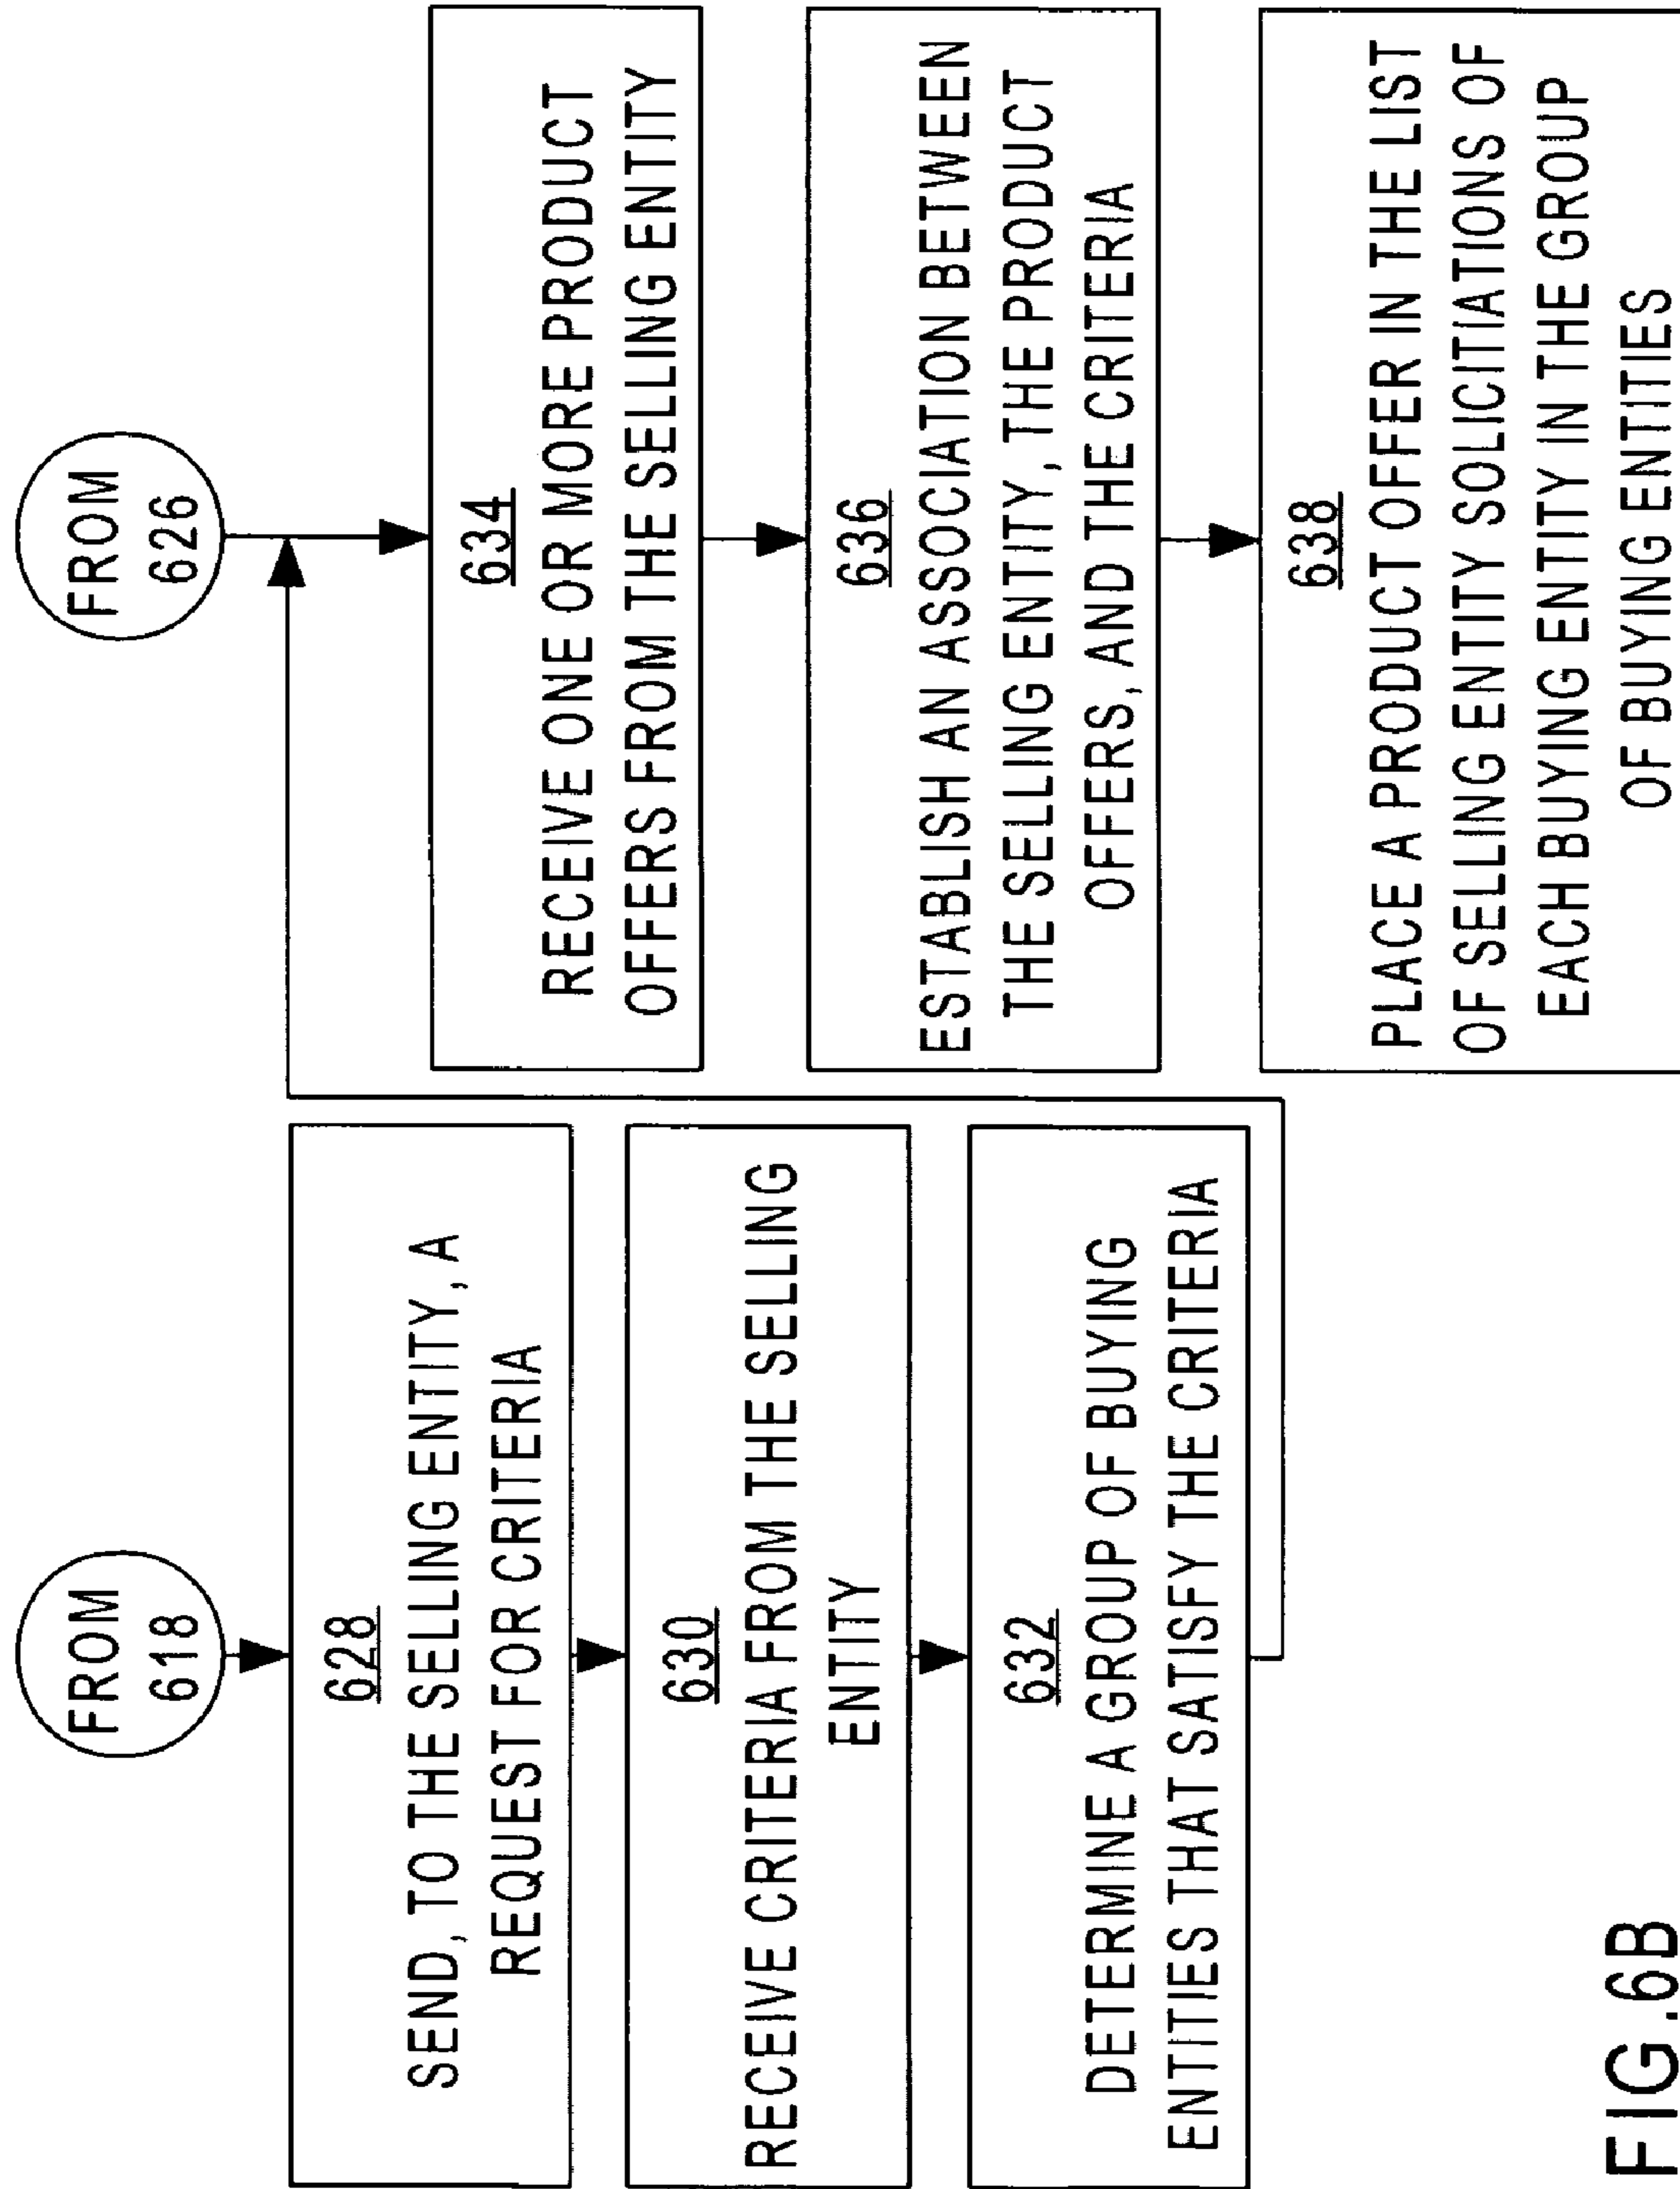 FROM
618
628
SEND, TO THE SELLING ENTITY, A
REQUEST FOR CRITERIA
630
RECEIVE CRITERIA FROM THE SELLING
ENTITY
632
DETERMINE A GROUP OF BUYING
ENTITIES THAT SATISFY THE CRITERIA
FROM
626
634
RECEIVE ONE OR MORE PRODUCT
OFFERS FROM THE SELLING ENTITY
636
ESTABLISH AN ASSOCIATION BETWEEN
THE SELLING ENTITY, THE PRODUCT
OFFERS, AND THE CRITERIA
638
PLACE A PRODUCT OFFER IN THE LIST
OF SELLING ENTITY SOLICITIATIONS OF
EACH BUYING ENTITY IN THE GROUP
OF BUYING ENTITIES
FIG.6B